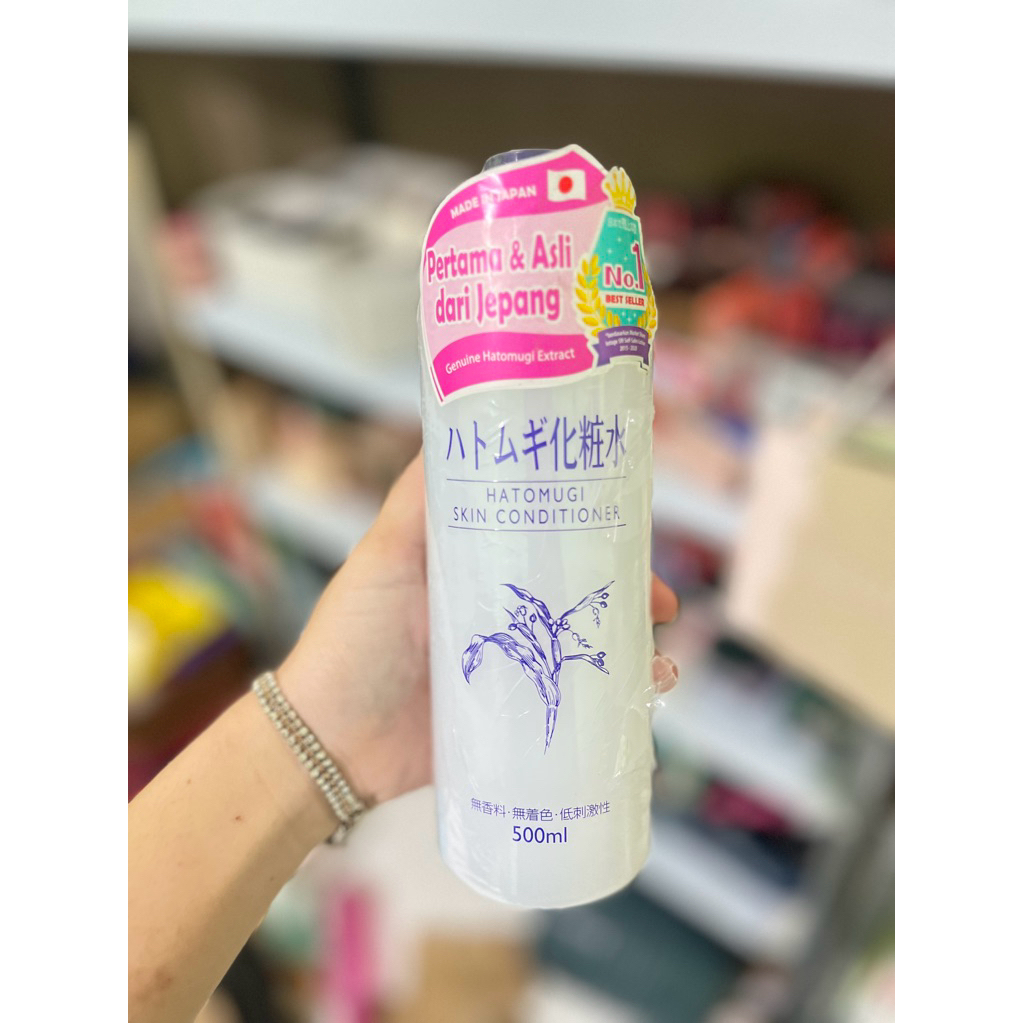 MADE IN JAPAN
Pertama & Asli
dari Jepang
Genuine Hatomugi Extract
No.1
BEST SELLER
ハトムギ化粧水
HATOMUGI
SKIN CONDITIONER
無香料・無着色・低刺激性
500ml